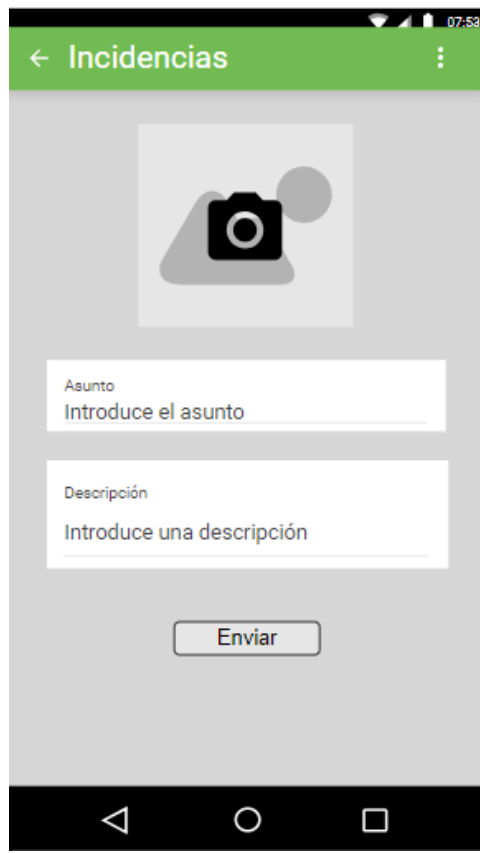 07:53
Incidencias
Asunto
Introduce el asunto
Descripción
Introduce una descripción
Enviar